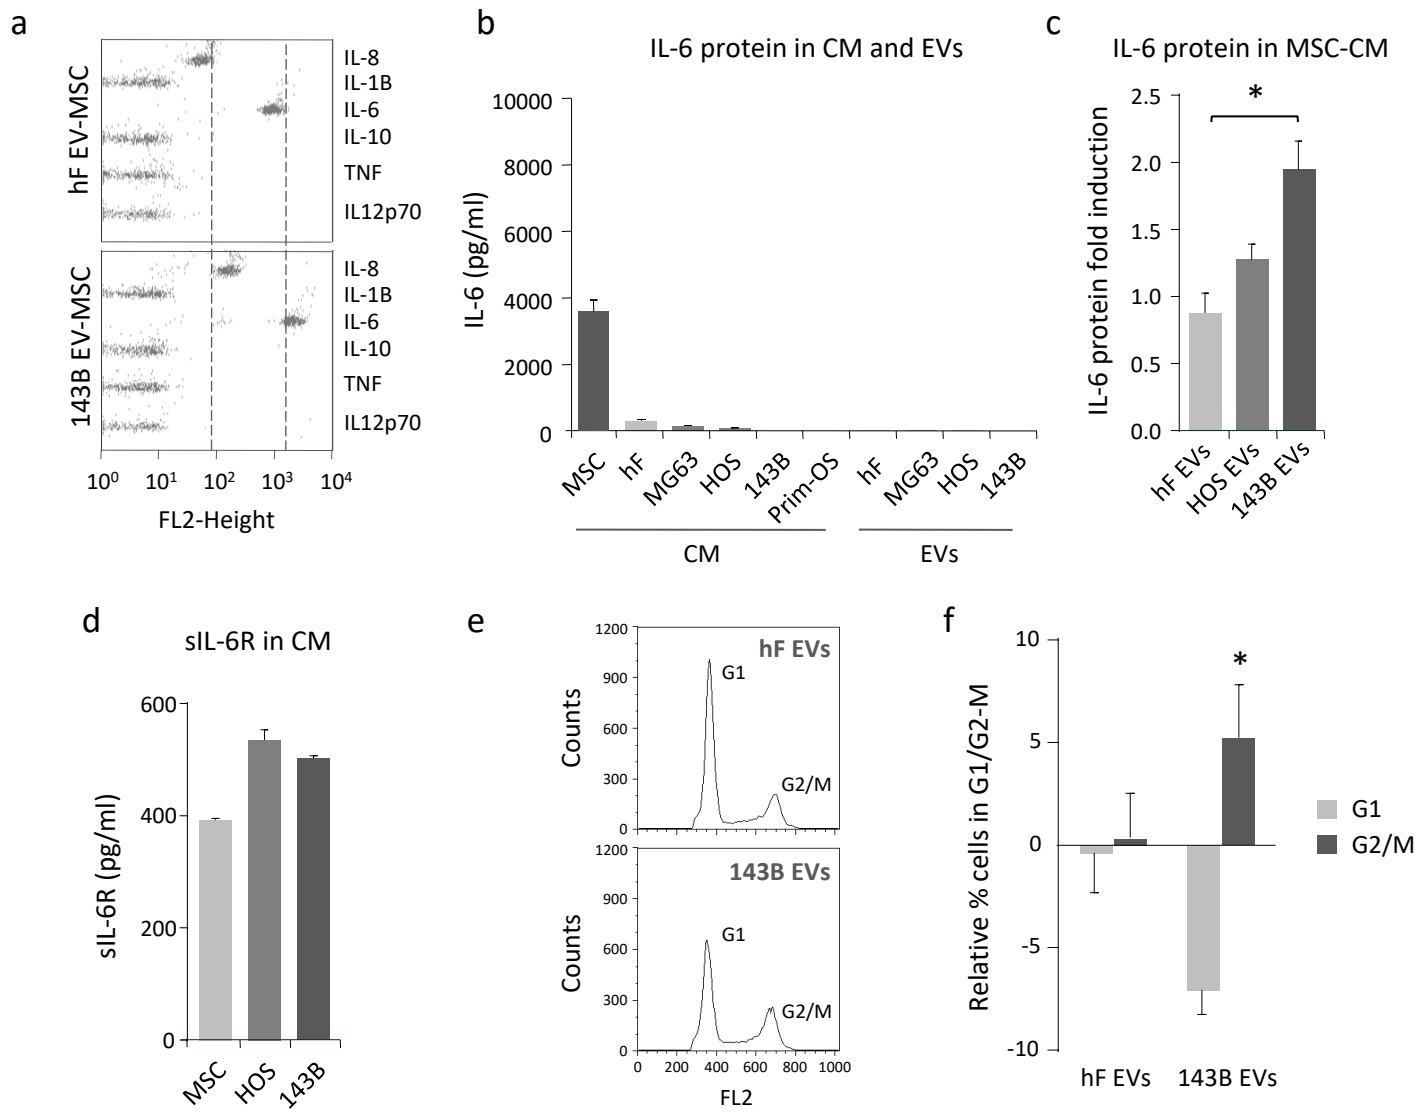 a
hF EV-MSC
IL-8
IL-1B
IL-6
IL-10
TNF
IL12p70
143B EV-MSC
IL-8
IL-1B
IL-6
IL-10
TNF
IL12p70
10⁰ 10¹ 10² 10³ 10⁴
FL2-Height
b
IL-6 protein in CM and EVs
IL-6 (pg/ml)
10000
8000
6000
4000
2000
0
MSC hF MG63 HOS 143B Prim-OS hF MG63 HOS 143B
CM EVs
c
IL-6 protein in MSC-CM
IL-6 protein fold induction
2.5
2.0
1.5
1.0
0.5
0.0
*
hF EVs HOS EVs 143B EVs
d
sIL-6R in CM
sIL-6R (pg/ml)
600
400
200
0
MSC HOS 143B
e
Counts
1200
900
600
300
0
hF EVs
G1
G2/M
Counts
1200
900
600
300
0
143B EVs
G1
G2/M
0 200 400 600 800 1000
FL2
f
Relative % cells in G1/G2-M
10
5
0
-5
-10
*
hF EVs 143B EVs
G1
G2/M